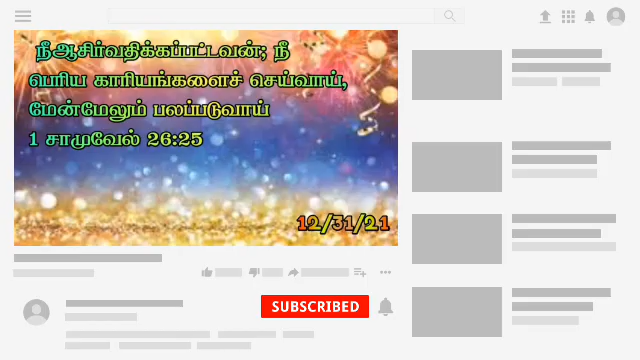 நீஆசிர்வதிக்கப்பட்டவன்; நீ
பெரிய காரியங்களைச் செய்வாய்,
மேன்மேலும் பலப்படுவாய்
1 சாமுவேல் 26:25
12/31/21
SUBSCRIBED